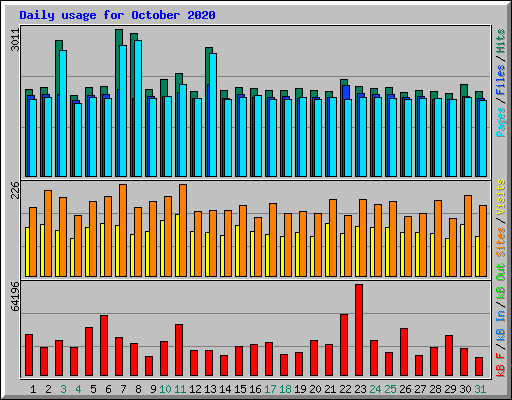 Daily usage for October 2020
3011
Pages / Files / Hits
226
Sites / Visits
64196
kB F / kB In / kB Out
1 2 3 4 5 6 7 8 9 10 11 12 13 14 15 16 17 18 19 20 21 22 23 24 25 26 27 28 29 30 31